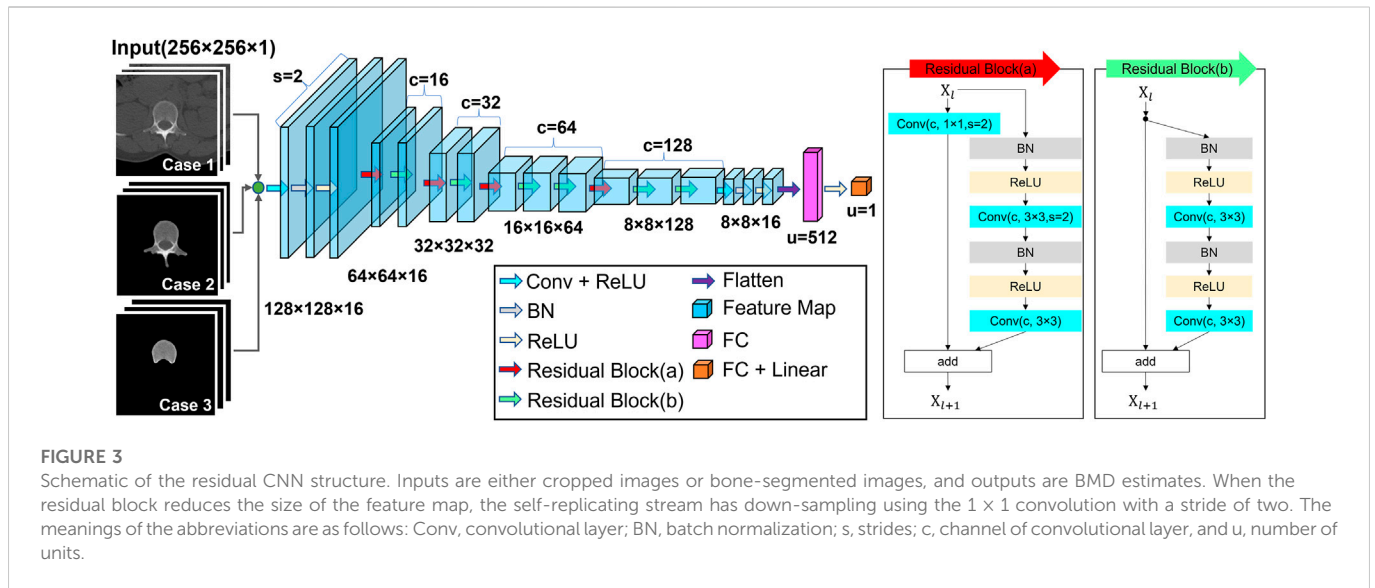 Input(256×256×1)
s=2
c=16
c=32
c=64
c=128
Case 1
Case 2
Case 3
128×128×16
64×64×16
32×32×32
16×16×64
8×8×128
8×8×16
u=512
u=1
Conv + ReLU
BN
ReLU
Residual Block(a)
Residual Block(b)
Flatten
Feature Map
FC
FC + Linear
Residual Block(a)
X_l
Conv(c, 1×1,s=2)
BN
ReLU
Conv(c, 3×3,s=2)
BN
ReLU
Conv(c, 3×3)
add
X_{l+1}
Residual Block(b)
X_l
BN
ReLU
Conv(c, 3×3)
BN
ReLU
Conv(c, 3×3)
add
X_{l+1}
FIGURE 3
Schematic of the residual CNN structure. Inputs are either cropped images or bone-segmented images, and outputs are BMD estimates. When the
residual block reduces the size of the feature map, the self-replicating stream has down-sampling using the 1 × 1 convolution with a stride of two. The
meanings of the abbreviations are as follows: Conv, convolutional layer; BN, batch normalization; s, strides; c, channel of convolutional layer, and u, number of
units.